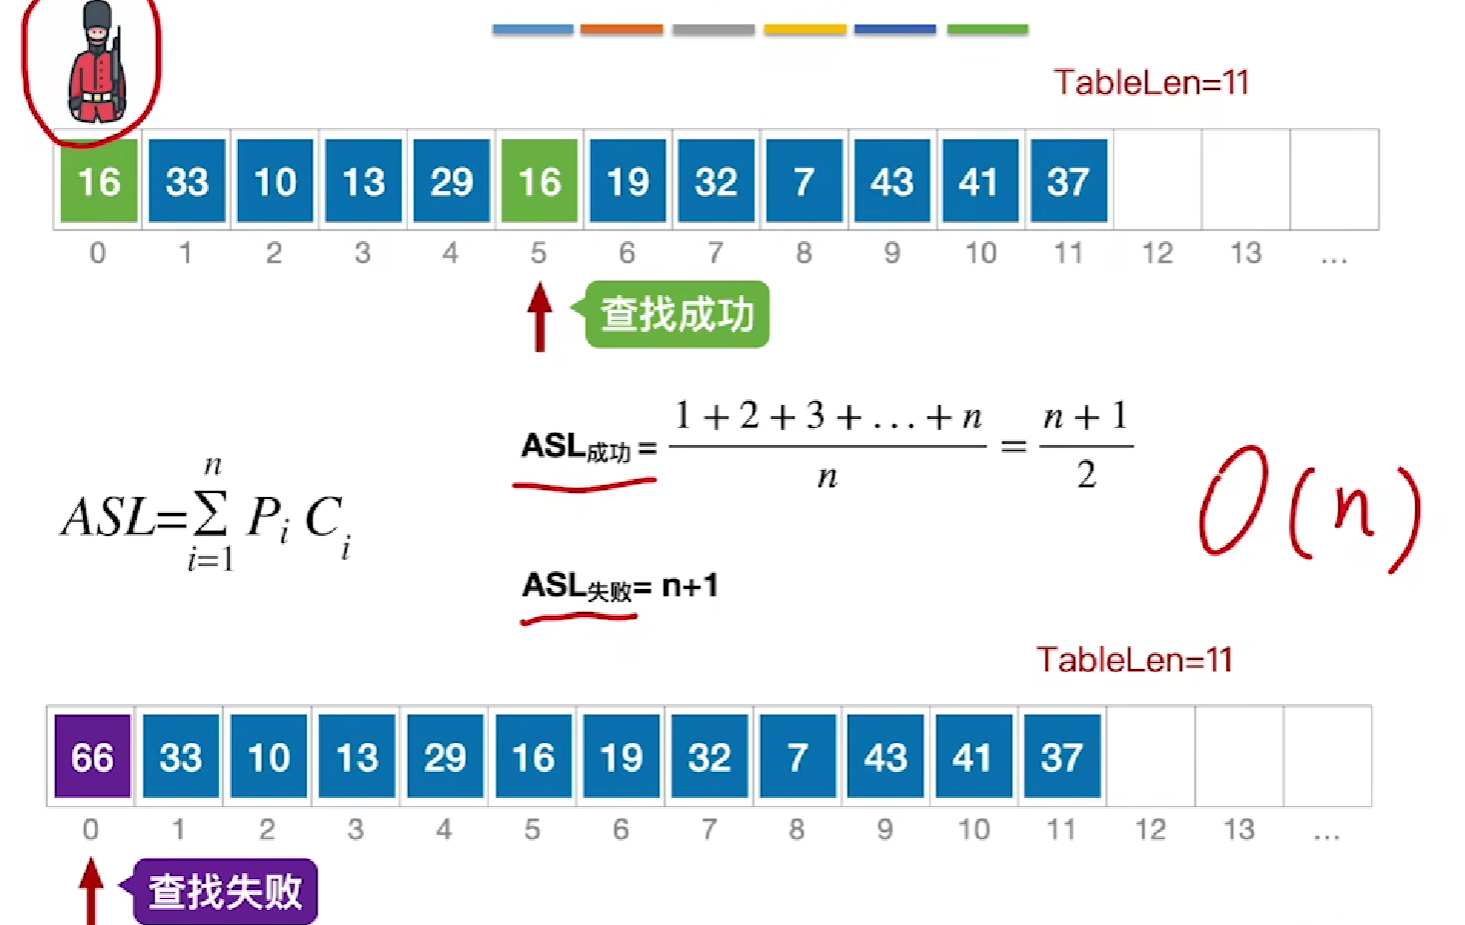 TableLen=11
16 33 10 13 29 16 19 32 7 43 41 37
0 1 2 3 4 5 6 7 8 9 10 11 12 13 ...
查找成功
ASL成功 = 1 + 2 + 3 + … + n / n = n + 1 / 2
ASL=∑ i=1 n P_i C_i
O(n)
ASL失败= n+1
TableLen=11
66 33 10 13 29 16 19 32 7 43 41 37
0 1 2 3 4 5 6 7 8 9 10 11 12 13 ...
查找失败